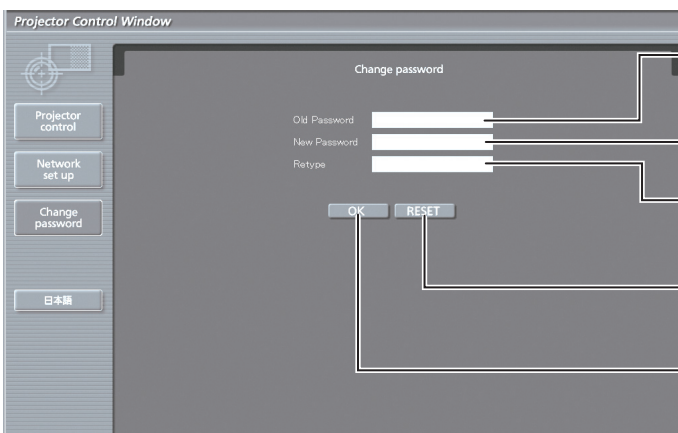 Projector Control Window
Change password
Old Password
New Password
Retype
OK RESET
Projector
control
Network
set up
Change
password
日本語